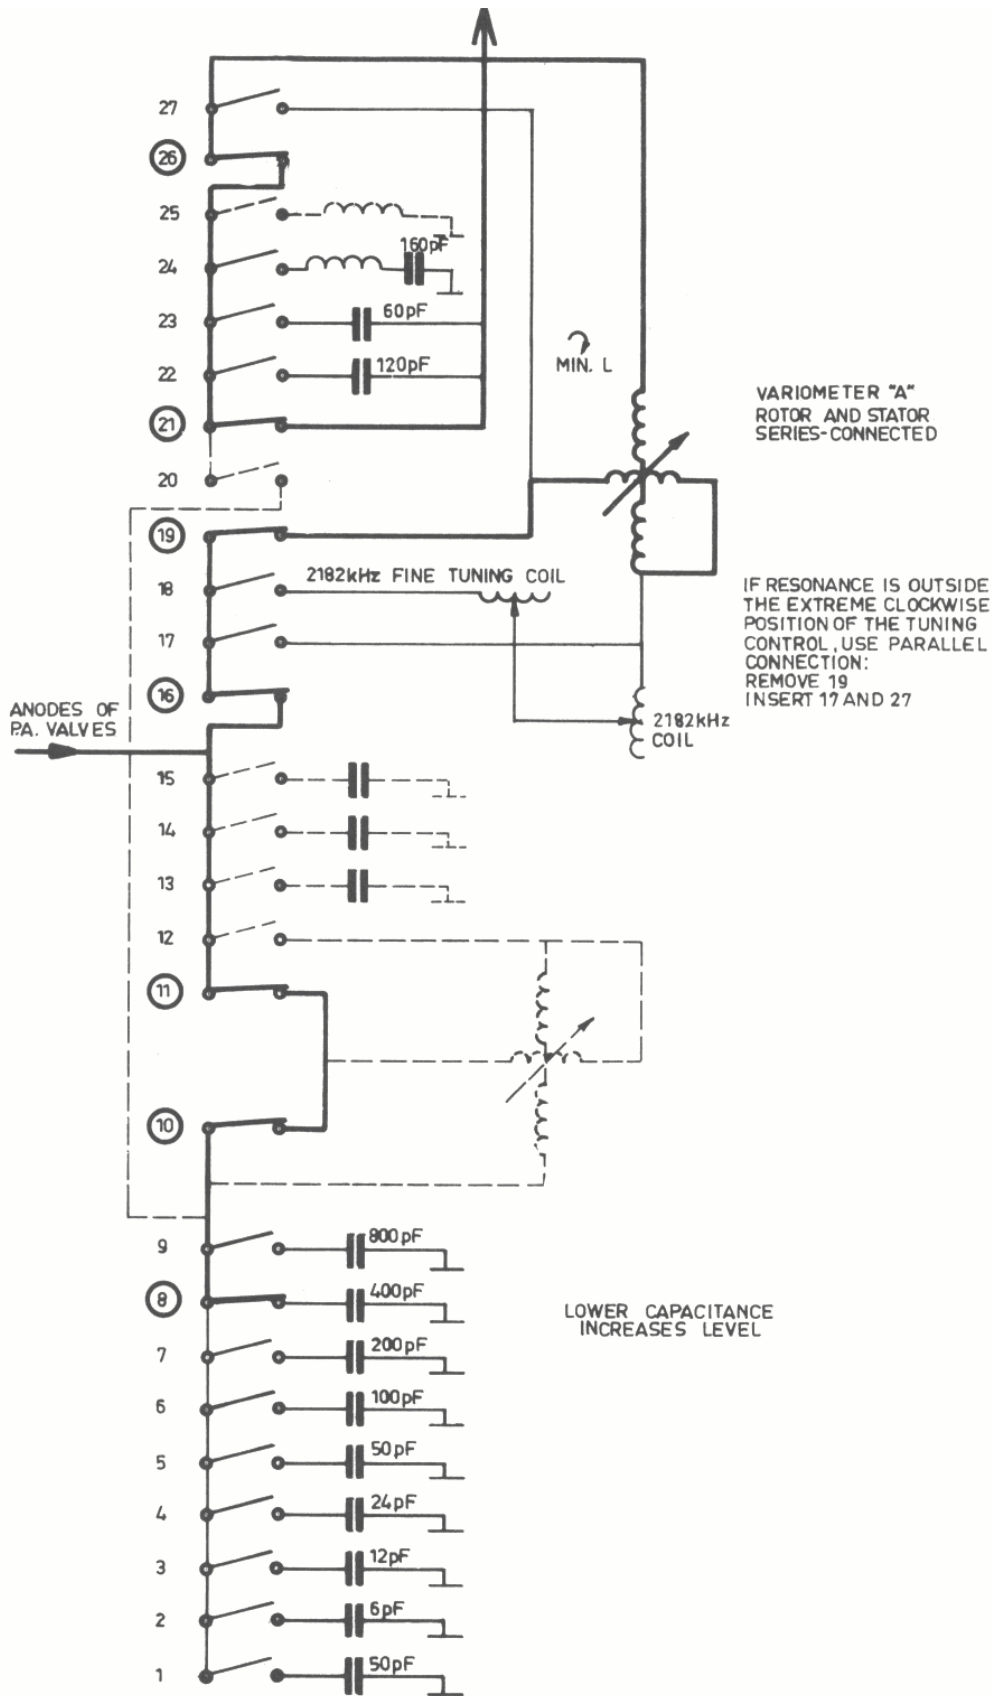 27
26
25
24
160pF
23
60pF
22
120pF
21
20
19
18
2182kHz FINE TUNING COIL
17
16
MIN. L
VARIOMETER "A"
ROTOR AND STATOR
SERIES-CONNECTED
IF RESONANCE IS OUTSIDE
THE EXTREME CLOCKWISE
POSITION OF THE TUNING
CONTROL, USE PARALLEL
CONNECTION:
REMOVE 19
INSERT 17 AND 27
2182kHz
COIL
ANODES OF
P.A. VALVES
15
14
13
12
11
10
9
800pF
8
400pF
7
200pF
6
100pF
5
50pF
4
24pF
3
12pF
2
6pF
1
50pF
LOWER CAPACITANCE
INCREASES LEVEL